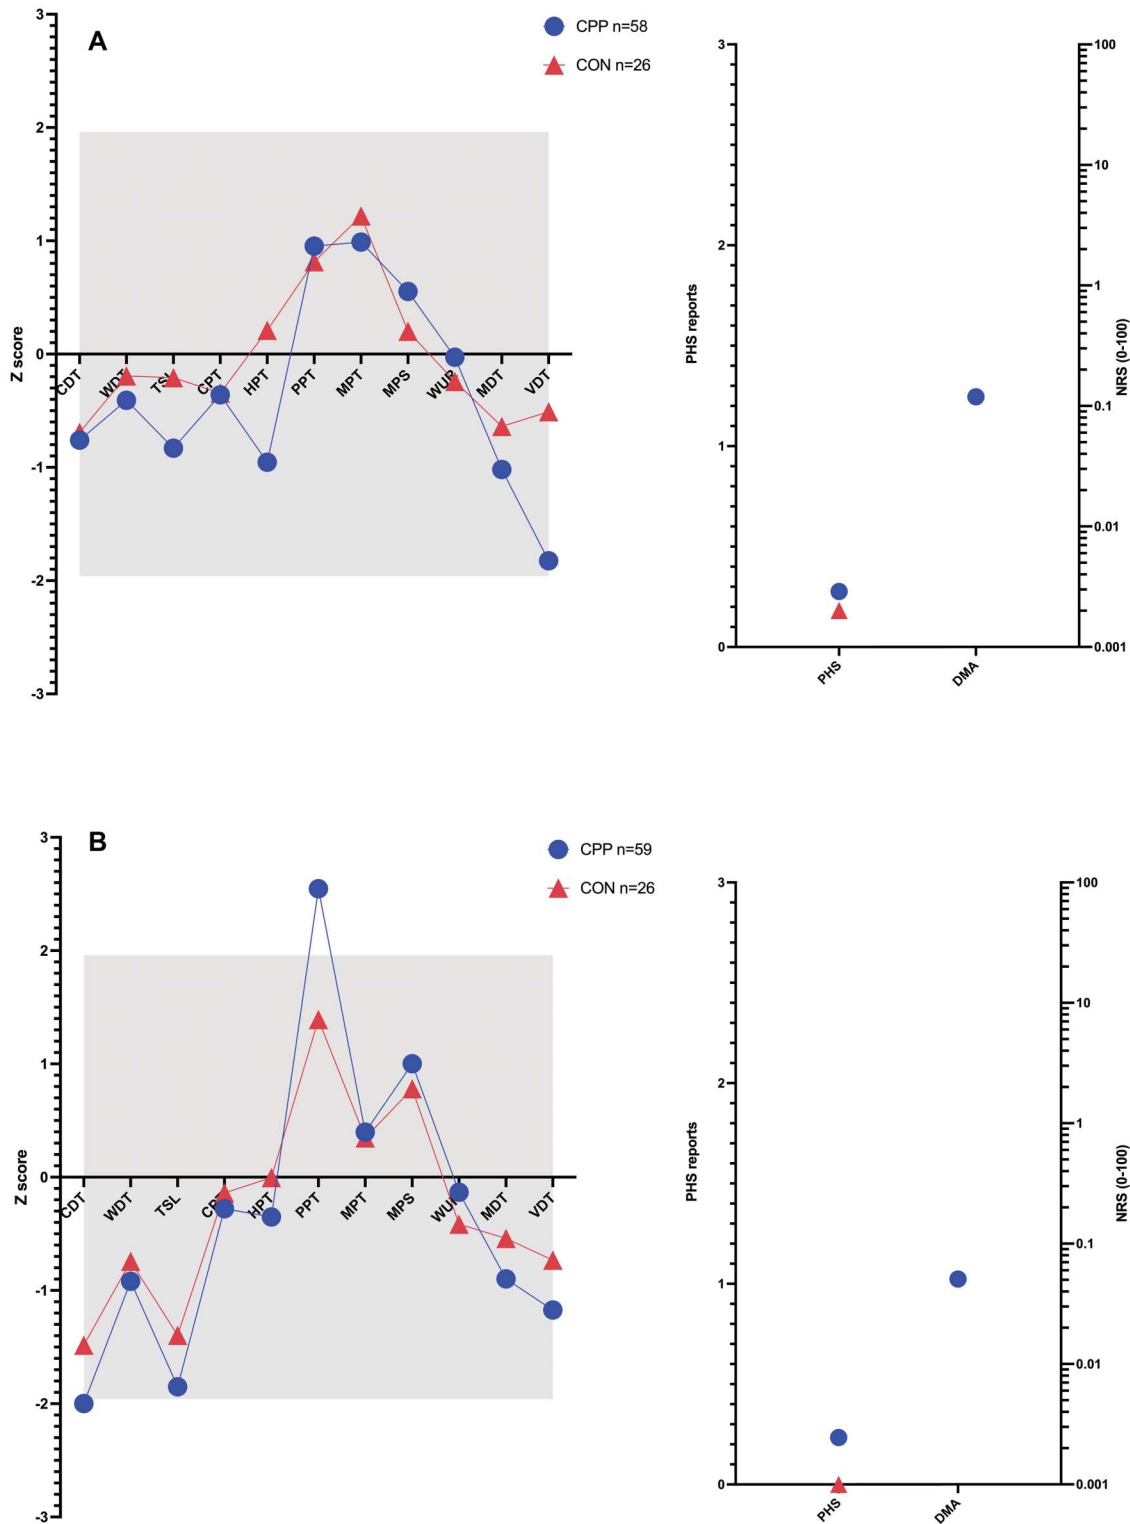 A
CPP n=58
CON n=26
3
2
1
0
-1
-2
-3
Z score
CDT
WDT
TSL
CPT
HPT
PPT
MPT
MPS
WUR
MDT
VDT
3
2
1
0
PHS reports
100
10
1
0.1
0.01
0.001
NRS (0-100)
PHS
DMA
B
CPP n=59
CON n=26
3
2
1
0
-1
-2
-3
Z score
CDT
WDT
TSL
CPT
HPT
PPT
MPT
MPS
WUR
MDT
VDT
3
2
1
0
PHS reports
100
10
1
0.1
0.01
0.001
NRS (0-100)
PHS
DMA